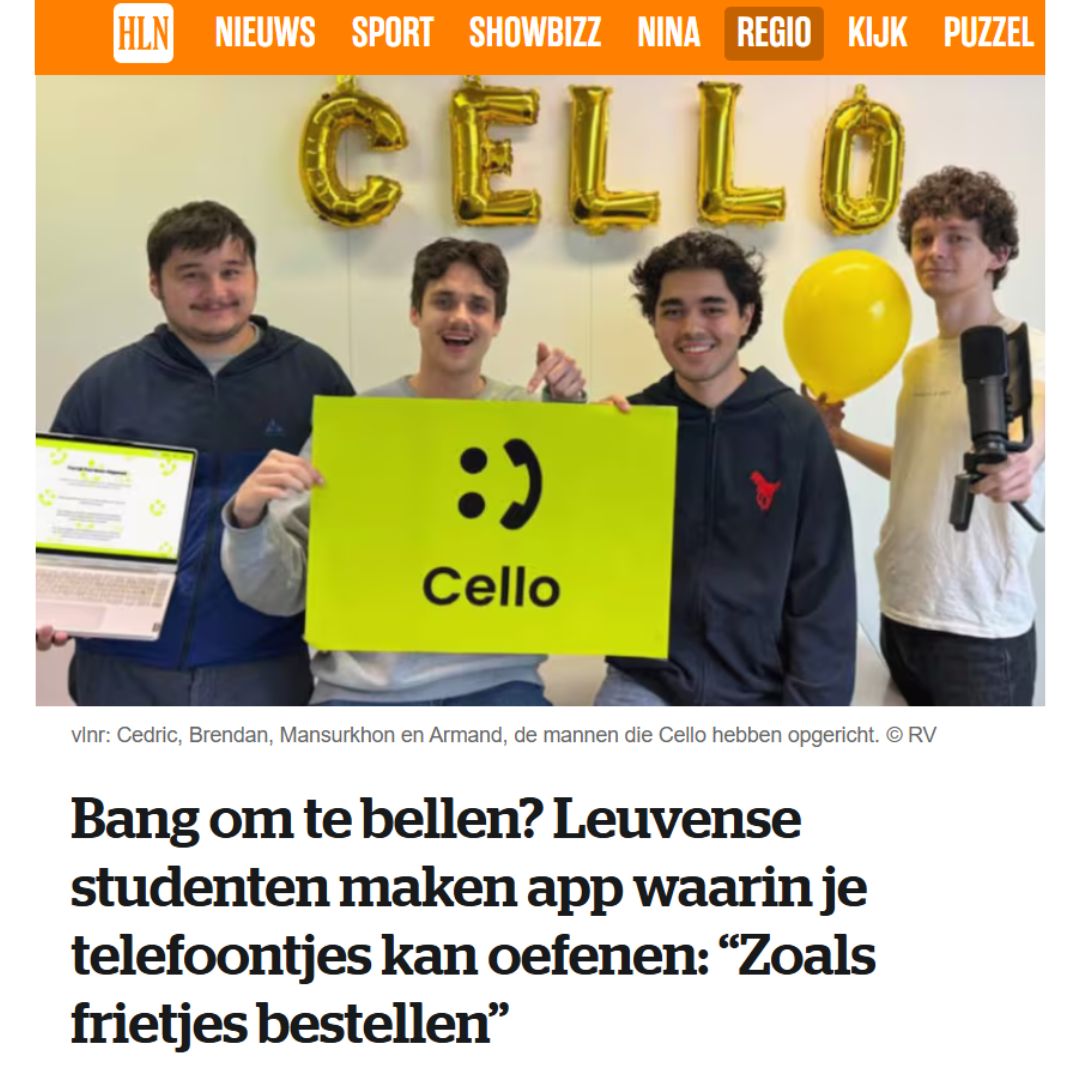 HLN NIEUWS SPORT SHOWBIZZ NINA REGIO KIJK PUZZEL
CELLO
:)
Cello
vlnr: Cedric, Brendan, Mansurkhon en Armand, de mannen die Cello hebben opgericht. © RV
Bang om te bellen? Leuvense
studenten maken app waarin je
telefoontjes kan oefenen: “Zoals
frietjes bestellen”